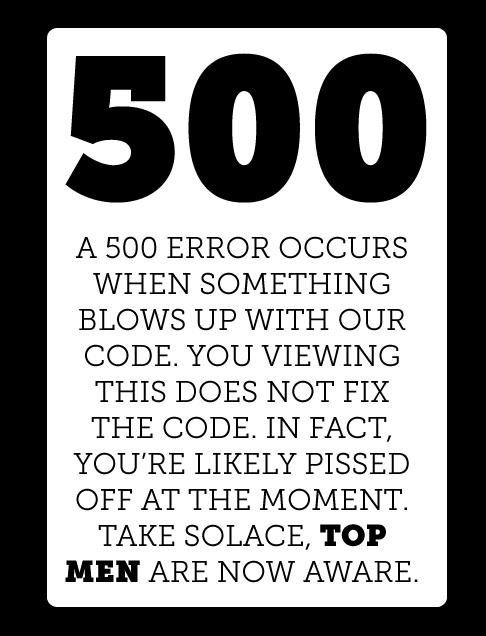 500
A 500 ERROR OCCURS
WHEN SOMETHING
BLOWS UP WITH OUR
CODE. YOU VIEWING
THIS DOES NOT FIX
THE CODE. IN FACT,
YOU'RE LIKELY PISSED
OFF AT THE MOMENT.
TAKE SOLACE, TOP
MEN ARE NOW AWARE.